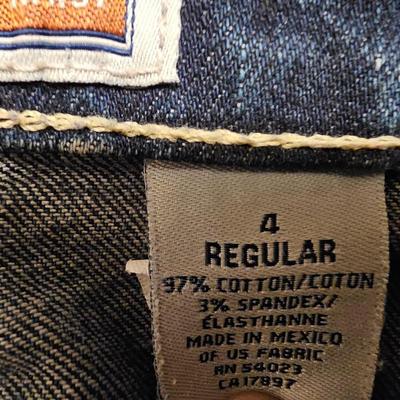 4
REGULAR
97% COTTON/COTON
3% SPANDEX/
ÉLASTHANNE
MADE IN MEXICO
OF US FABRIC
RN 54023
CA17897